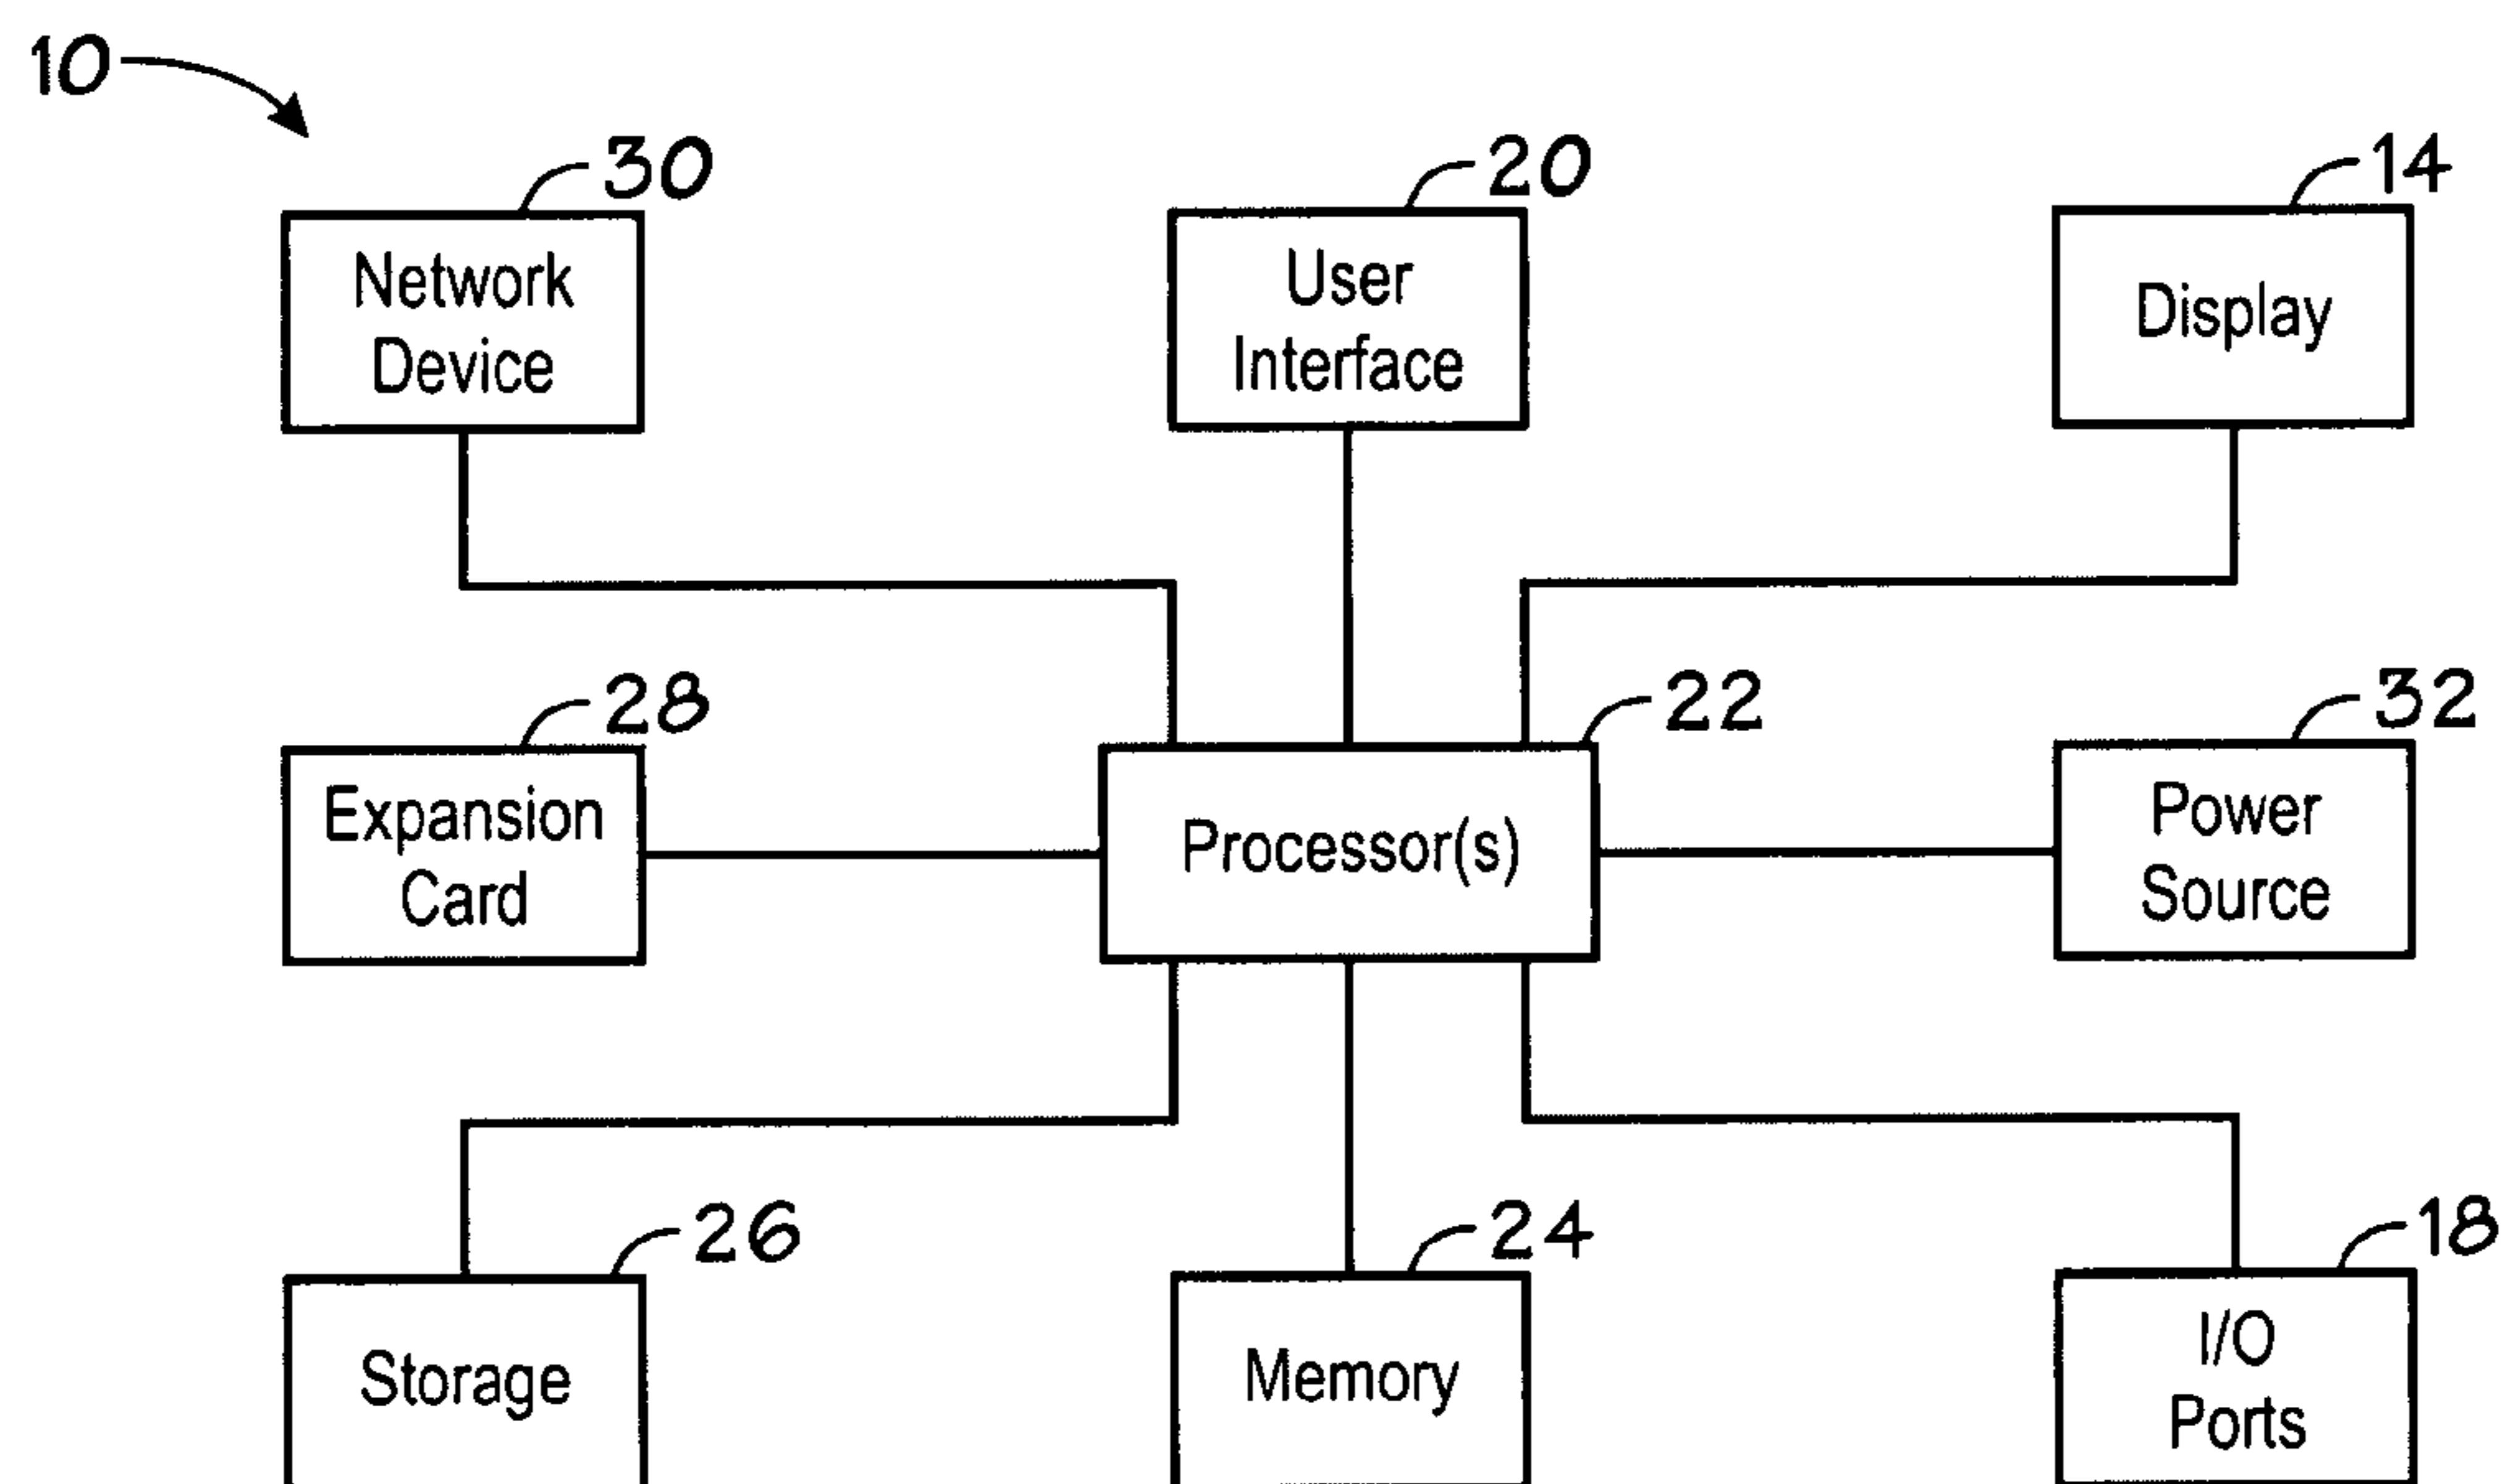 10
30
20
14
Network
Device
User
Interface
Display
28
22
32
Expansion
Card
Processor(s)
Power
Source
26
24
18
Storage
Memory
I/O
Ports